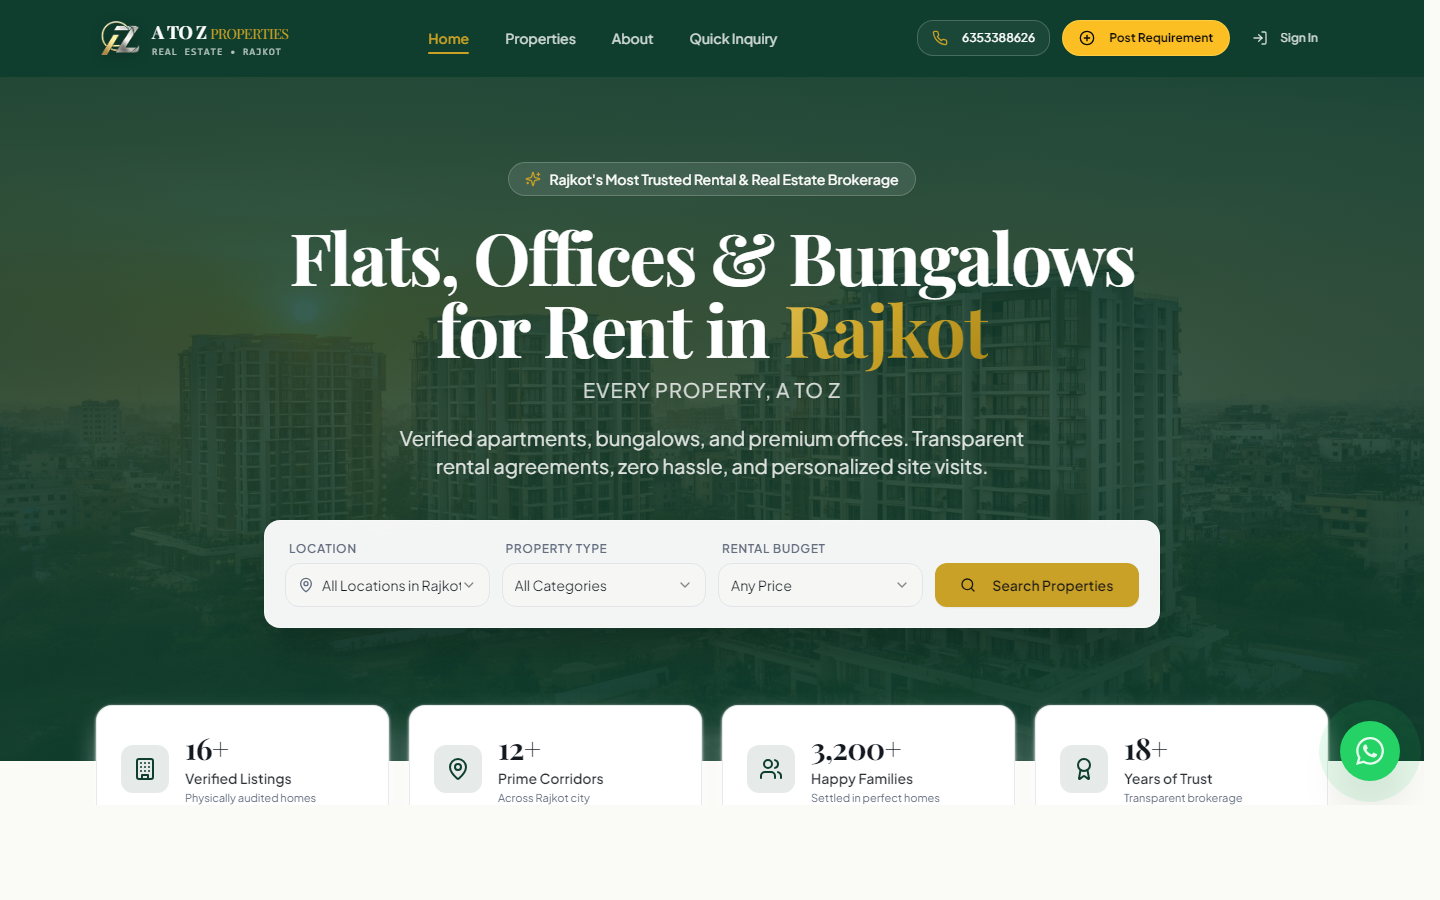 A TO Z PROPERTIES
REAL ESTATE • RAJKOT
Home
Properties
About
Quick Inquiry
6353388626
Post Requirement
Sign In
Rajkot's Most Trusted Rental & Real Estate Brokerage
Flats, Offices & Bungalows
for Rent in Rajkot
EVERY PROPERTY, A TO Z
Verified apartments, bungalows, and premium offices. Transparent
rental agreements, zero hassle, and personalized site visits.
LOCATION
All Locations in Rajkot
PROPERTY TYPE
All Categories
RENTAL BUDGET
Any Price
Search Properties
16+
Verified Listings
Physically audited homes
12+
Prime Corridors
Across Rajkot city
3,200+
Happy Families
Settled in perfect homes
18+
Years of Trust
Transparent brokerage